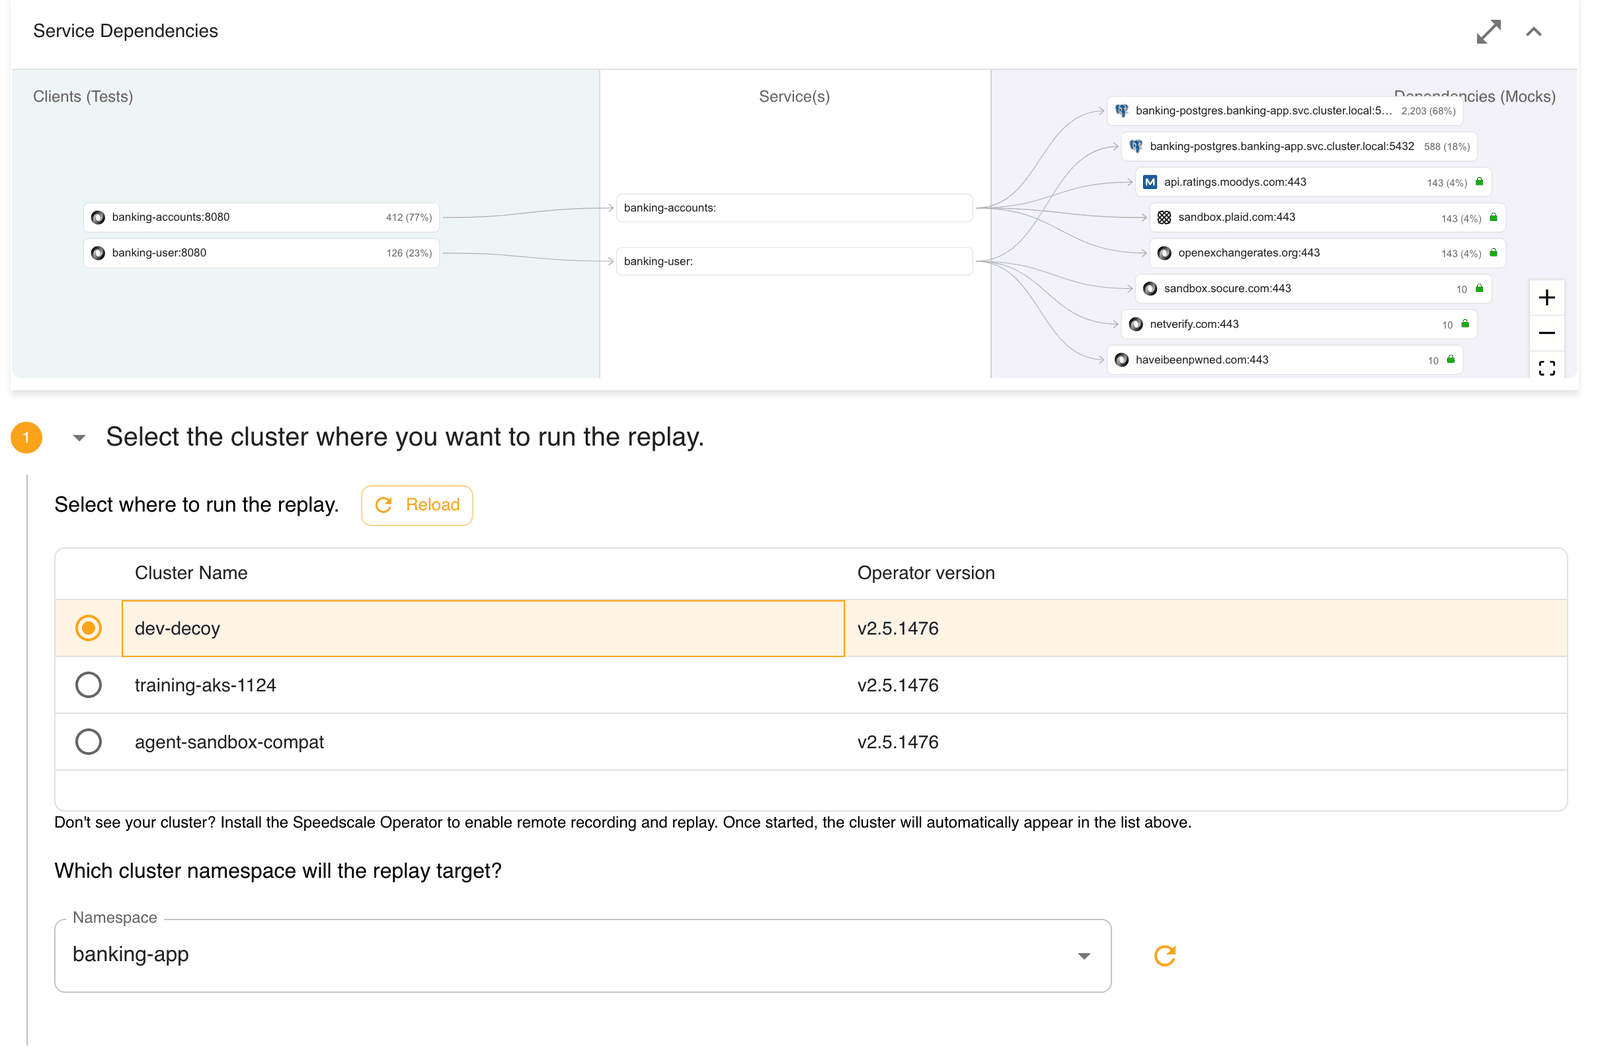 Service Dependencies
Clients (Tests)
Service(s)
Dependencies (Mocks)
banking-accounts:8080 412 (77%)
banking-user:8080 126 (23%)
banking-accounts:
banking-user:
banking-postgres.banking-app.svc.cluster.local:5... 2,203 (68%)
banking-postgres.banking-app.svc.cluster.local:5432 588 (18%)
M api.ratings.moodys.com:443 143 (4%)
sandbox.plaid.com:443 143 (4%)
openexchangerates.org:443 143 (4%)
sandbox.socure.com:443 10
netverify.com:443 10
haveibeenpwned.com:443 10
1 Select the cluster where you want to run the replay.
Select where to run the replay. Reload
Cluster Name Operator version
dev-decoy v2.5.1476
training-aks-1124 v2.5.1476
agent-sandbox-compat v2.5.1476
Don't see your cluster? Install the Speedscale Operator to enable remote recording and replay. Once started, the cluster will automatically appear in the list above.
Which cluster namespace will the replay target?
Namespace
banking-app